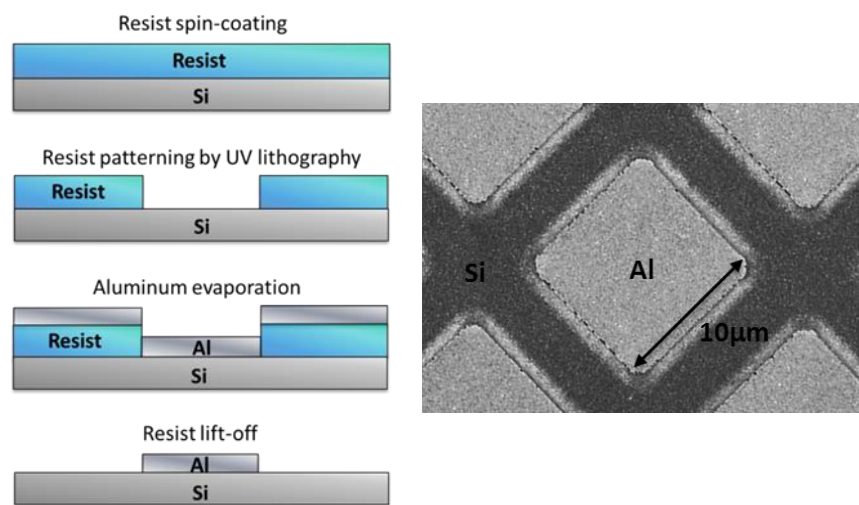 Resist spin-coating
Resist
Si
Resist patterning by UV lithography
Resist
Si
Aluminum evaporation
Resist
Al
Si
Resist lift-off
Al
Si
Si
Al
10μm